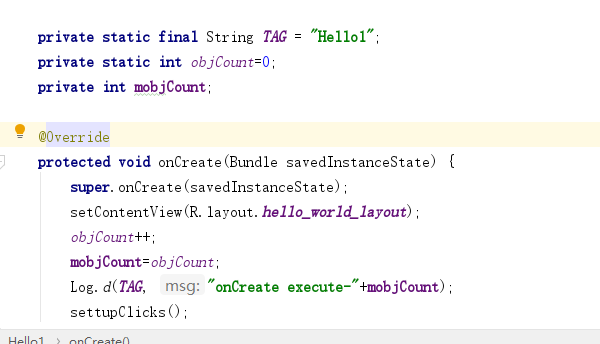 private static final String TAG = "Hello1";
private static int objCount=0;
private int mobjCount;
@Override
protected void onCreate(Bundle savedInstanceState) {
super.onCreate(savedInstanceState);
setContentView(R.layout.hello_world_layout);
objCount++;
mobjCount=objCount;
Log.d(TAG, msg: "onCreate execute-"+mobjCount);
settupClicks();
Hello1 > onCreate()